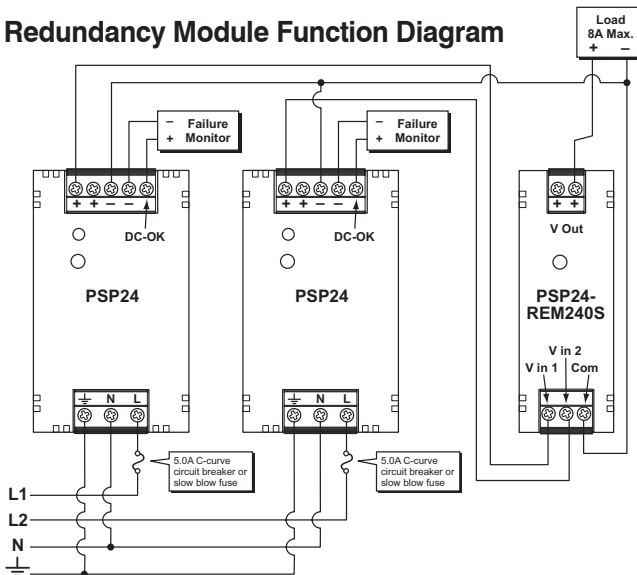 Redundancy Module Function Diagram
Load
8A Max.
+ −
− Failure
+ Monitor
− Failure
+ Monitor
+ + − −
DC-OK
PSP24
⏚ N L
+ + − −
DC-OK
PSP24
⏚ N L
+ +
V Out
PSP24-
REM240S
V in 2
V in 1 Com
5.0A C-curve
circuit breaker or
slow blow fuse
5.0A C-curve
circuit breaker or
slow blow fuse
L1
L2
N
⏚